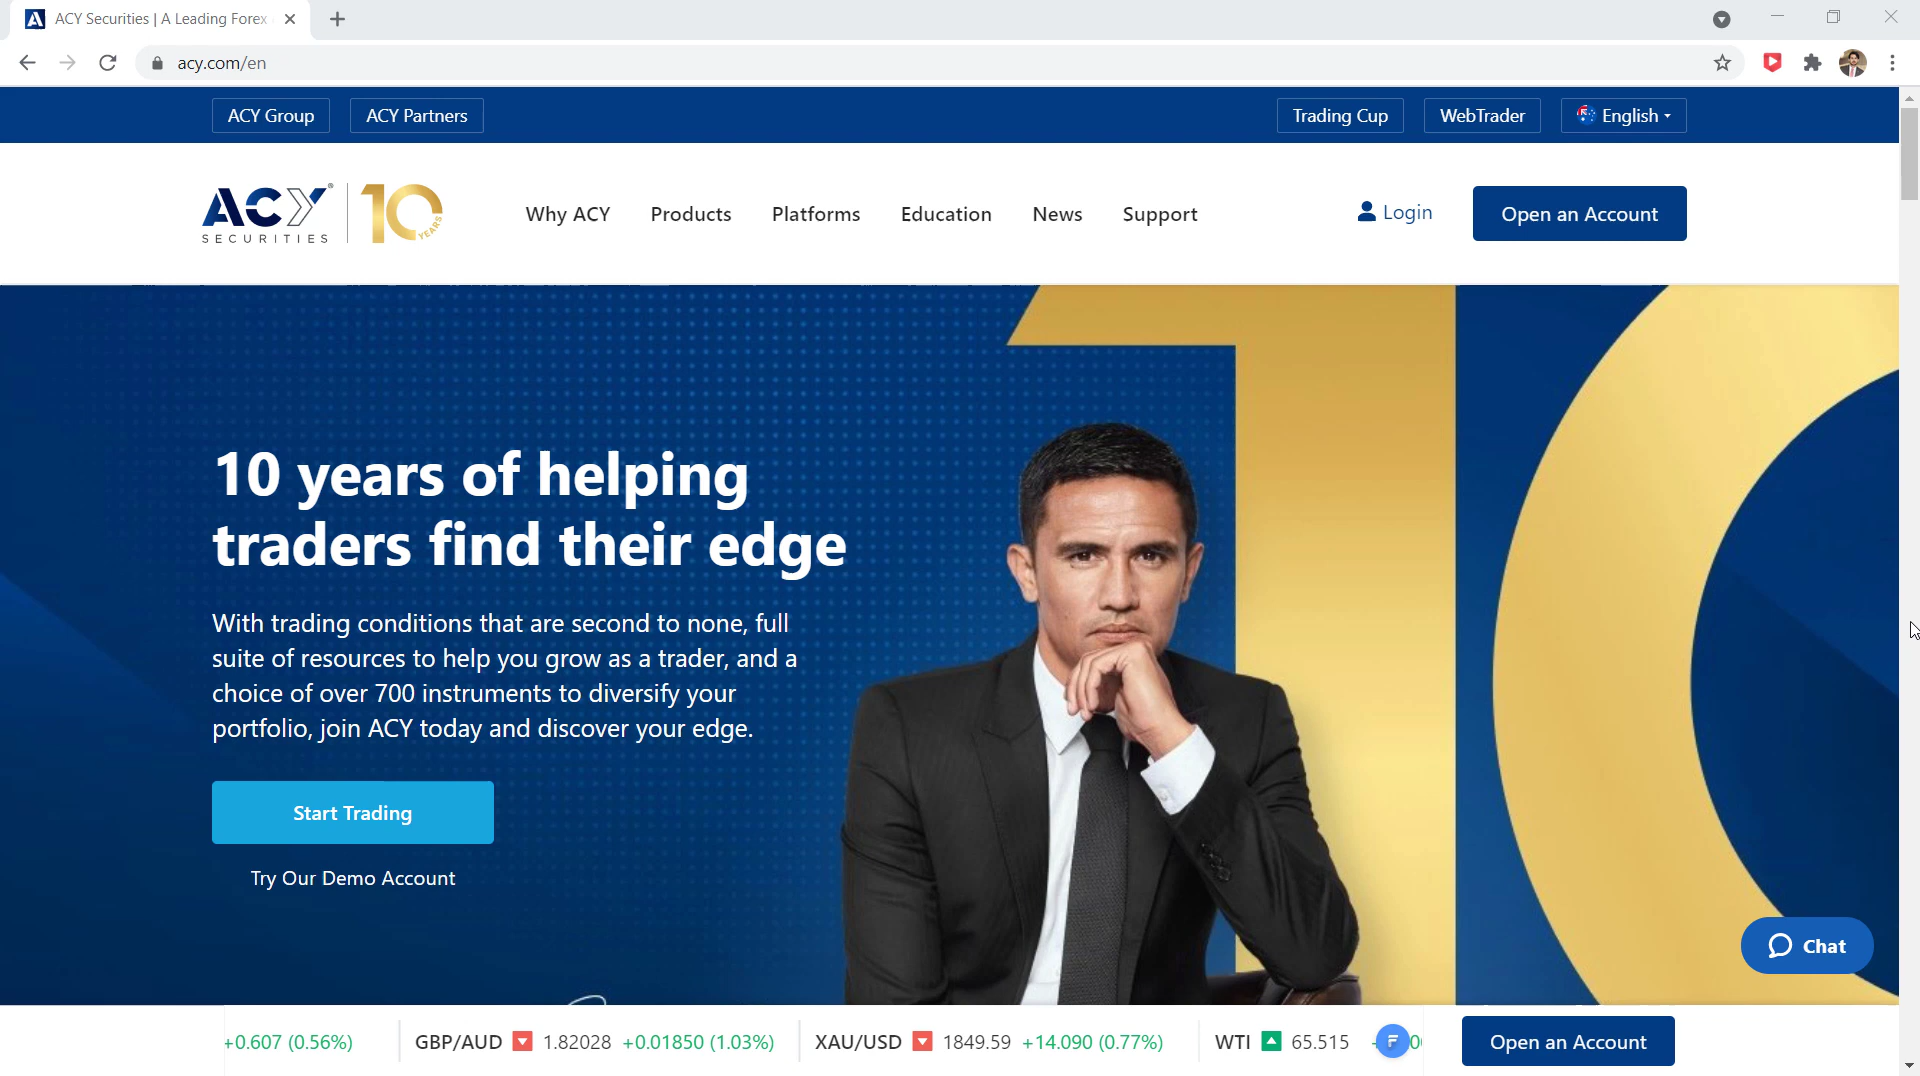 ACY Securities | A Leading Forex
acy.com/en
ACY Group
ACY Partners
Trading Cup
WebTrader
English
ACY®
SECURITIES
10
YEARS
Why ACY
Products
Platforms
Education
News
Support
Login
Open an Account
10 years of helping
traders find their edge
With trading conditions that are second to none, full
suite of resources to help you grow as a trader, and a
choice of over 700 instruments to diversify your
portfolio, join ACY today and discover your edge.
Start Trading
Try Our Demo Account
10
Chat
+0.607 (0.56%)
GBP/AUD 1.82028 +0.01850 (1.03%)
XAU/USD 1849.59 +14.090 (0.77%)
WTI 65.515
F
Open an Account